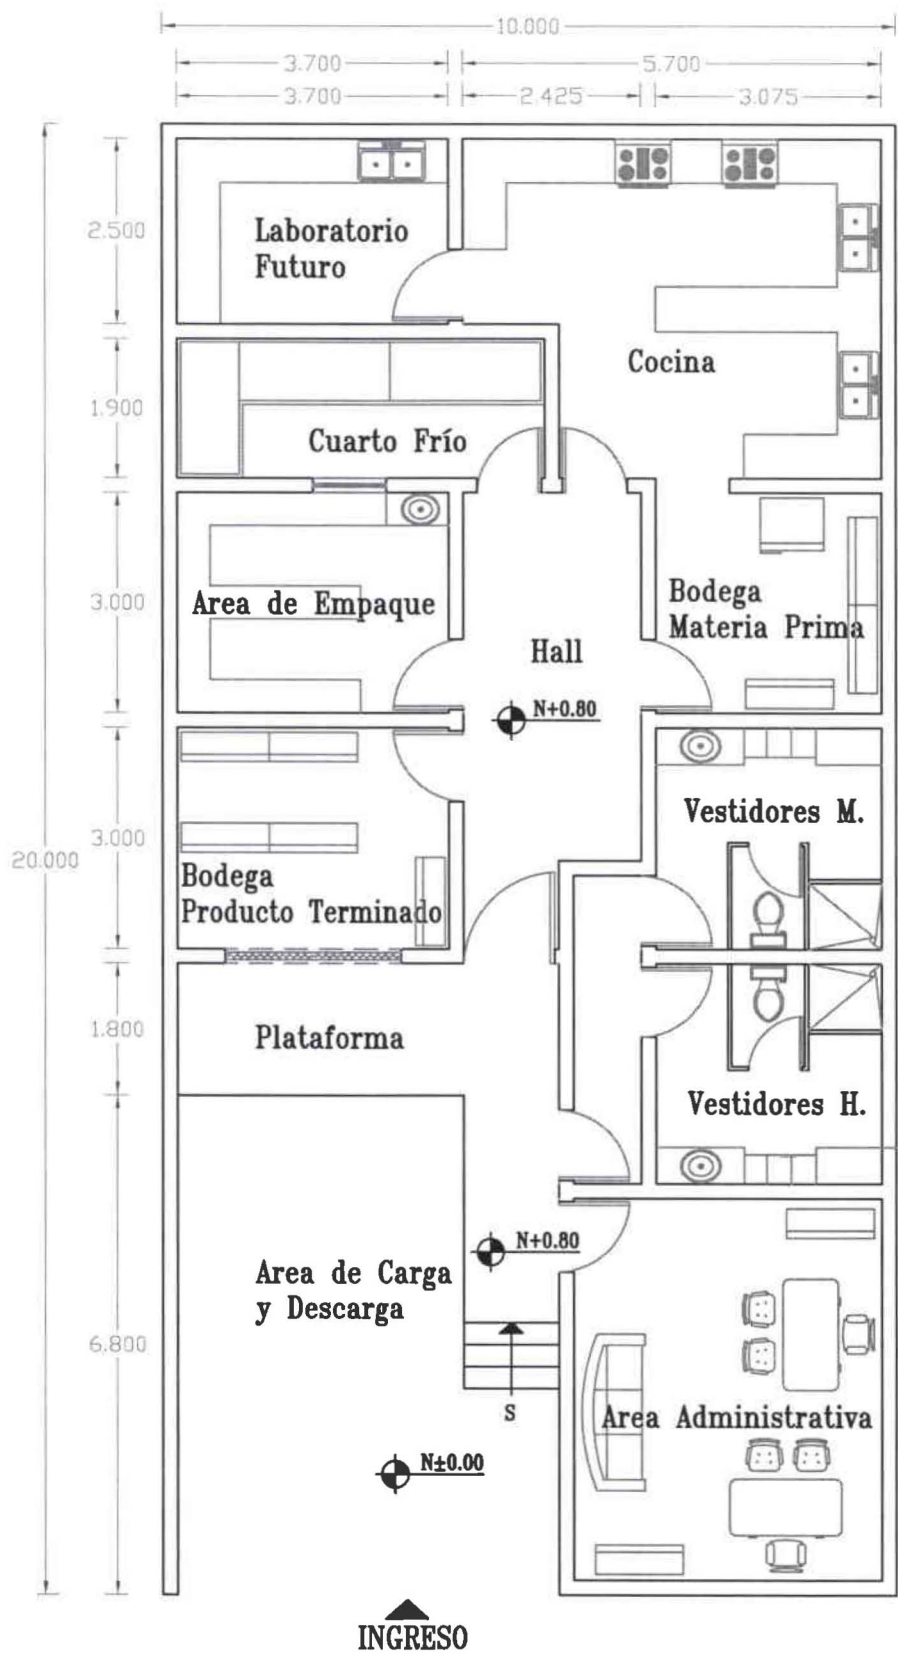 10.000
3.700
5.700
3.700
2.425
3.075
2.500
Laboratorio
Futuro
Cocina
1.900
Cuarto Frío
3.000
Area de Empaque
Bodega
Materia Prima
Hall
N+0.80
Vestidores M.
3.000
20.000
Bodega
Producto Terminado
1.800
Plataforma
Vestidores H.
N+0.80
Area de Carga
y Descarga
6.800
S
Area Administrativa
N±0.00
INGRESO